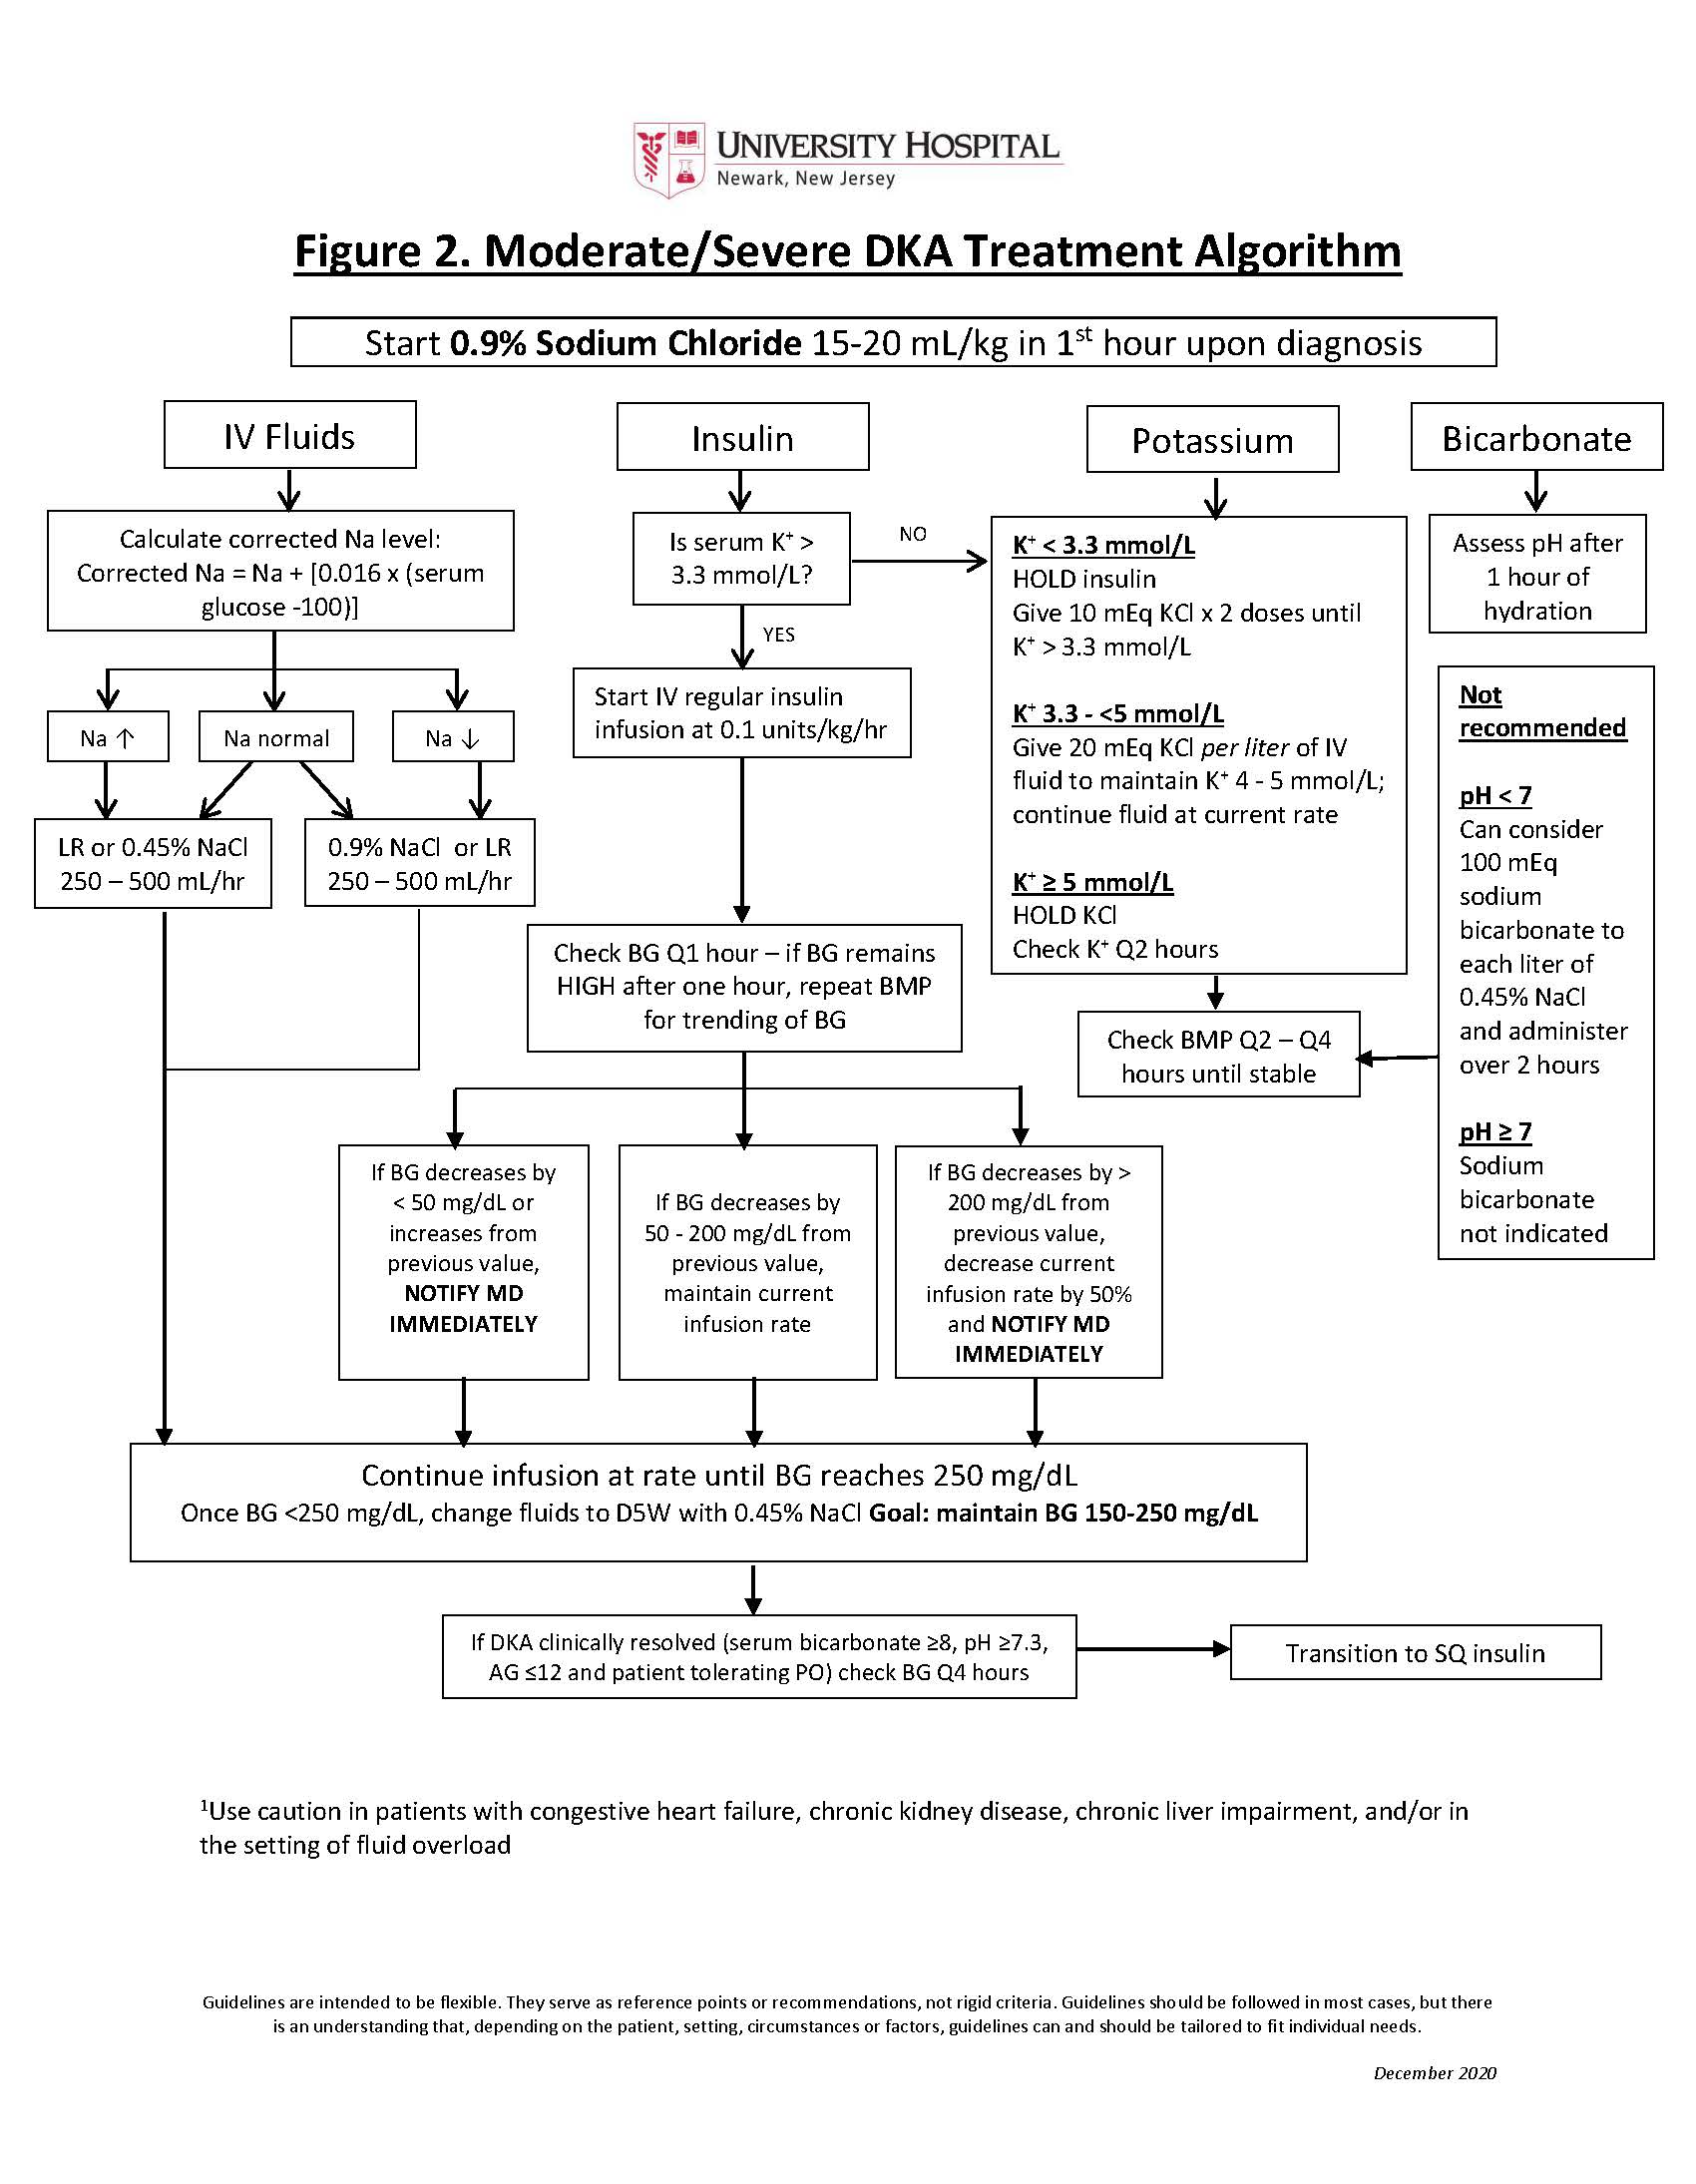 UNIVERSITY HOSPITAL
Newark, New Jersey
Figure 2. Moderate/Severe DKA Treatment Algorithm
Start 0.9% Sodium Chloride 15-20 mL/kg in 1st hour upon diagnosis
IV Fluids
Calculate corrected Na level:
Corrected Na = Na + [0.016 x (serum
glucose -100)]
Na ↑
Na normal
Na ↓
LR or 0.45% NaCl
250 – 500 mL/hr
0.9% NaCl or LR
250 – 500 mL/hr
Insulin
Is serum K⁺ >
3.3 mmol/L?
NO
YES
Start IV regular insulin
infusion at 0.1 units/kg/hr
Check BG Q1 hour – if BG remains
HIGH after one hour, repeat BMP
for trending of BG
If BG decreases by
< 50 mg/dL or
increases from
previous value,
NOTIFY MD
IMMEDIATELY
If BG decreases by
50 - 200 mg/dL from
previous value,
maintain current
infusion rate
If BG decreases by >
200 mg/dL from
previous value,
decrease current
infusion rate by 50%
and NOTIFY MD
IMMEDIATELY
Potassium
K⁺ < 3.3 mmol/L
HOLD insulin
Give 10 mEq KCl x 2 doses until
K⁺ > 3.3 mmol/L
K⁺ 3.3 - <5 mmol/L
Give 20 mEq KCl per liter of IV
fluid to maintain K⁺ 4 - 5 mmol/L;
continue fluid at current rate
K⁺ ≥ 5 mmol/L
HOLD KCl
Check K⁺ Q2 hours
Check BMP Q2 – Q4
hours until stable
Bicarbonate
Assess pH after
1 hour of
hydration
Not
recommended
pH < 7
Can consider
100 mEq
sodium
bicarbonate to
each liter of
0.45% NaCl
and administer
over 2 hours
pH ≥ 7
Sodium
bicarbonate
not indicated
Continue infusion at rate until BG reaches 250 mg/dL
Once BG <250 mg/dL, change fluids to D5W with 0.45% NaCl Goal: maintain BG 150-250 mg/dL
If DKA clinically resolved (serum bicarbonate ≥8, pH ≥7.3,
AG ≤12 and patient tolerating PO) check BG Q4 hours
Transition to SQ insulin
¹Use caution in patients with congestive heart failure, chronic kidney disease, chronic liver impairment, and/or in
the setting of fluid overload
Guidelines are intended to be flexible. They serve as reference points or recommendations, not rigid criteria. Guidelines should be followed in most cases, but there
is an understanding that, depending on the patient, setting, circumstances or factors, guidelines can and should be tailored to fit individual needs.
December 2020